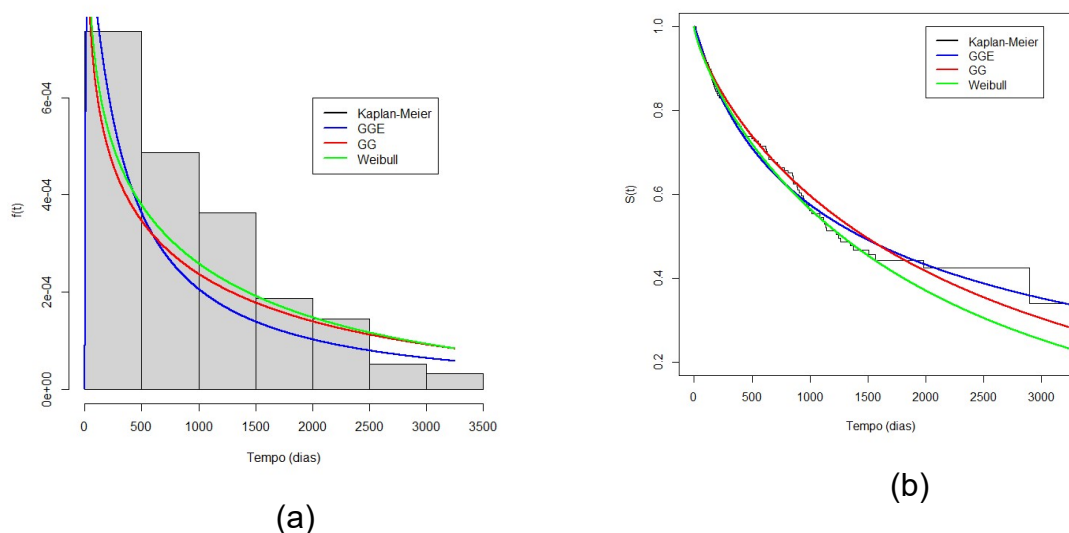 f(t)
6e-04
4e-04
2e-04
0e+00
Kaplan-Meier
GGE
GG
Weibull
0 500 1000 1500 2000 2500 3000 3500
Tempo (dias)
(a)
S(t)
1.0
0.8
0.6
0.4
0.2
Kaplan-Meier
GGE
GG
Weibull
0 500 1000 1500 2000 2500 3000
Tempo (dias)
(b)